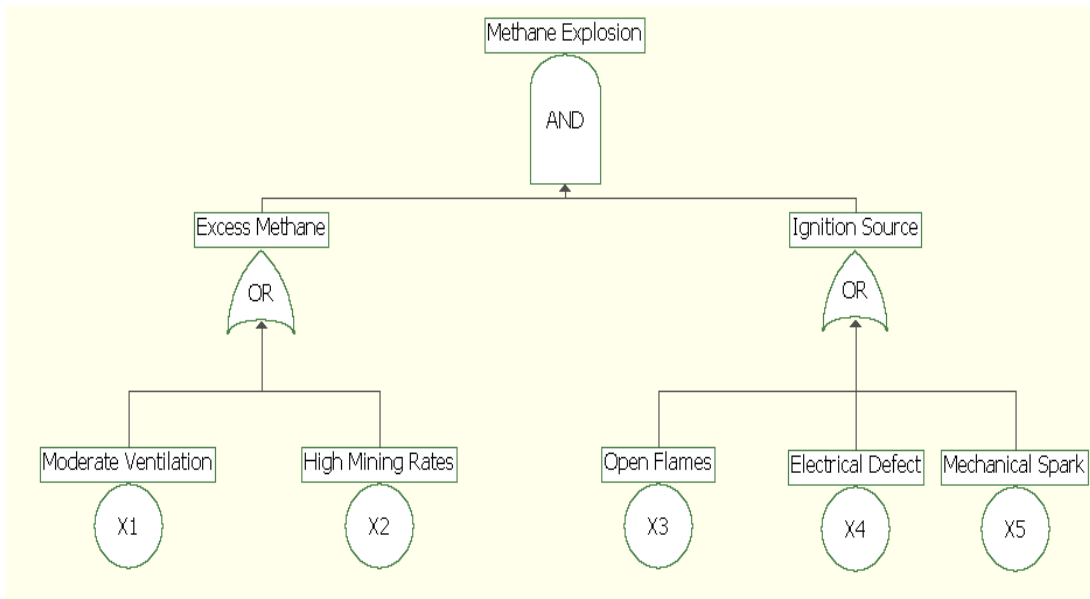 Methane Explosion
AND
Excess Methane
Ignition Source
OR
OR
Moderate Ventilation
High Mining Rates
Open Flames
Electrical Defect
Mechanical Spark
X1
X2
X3
X4
X5